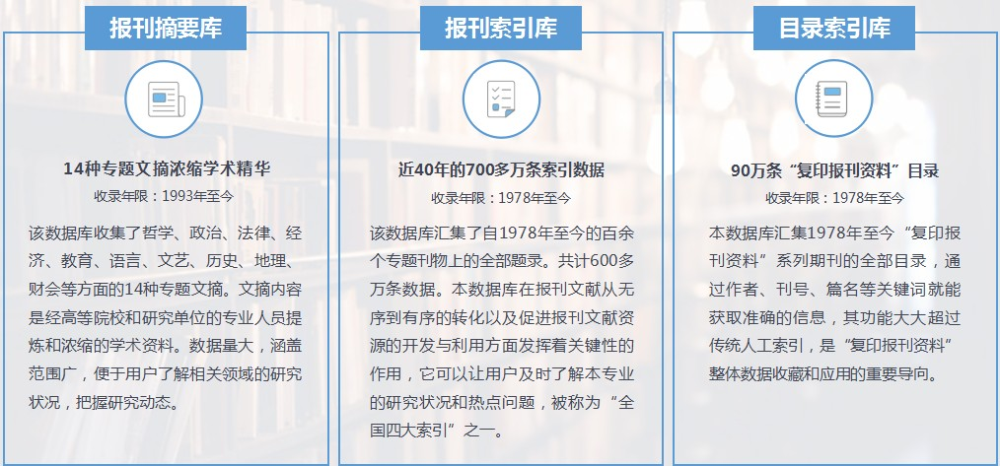 报刊摘要库
14种专题文摘浓缩学术精华
收录年限：1993年至今
该数据库收集了哲学、政治、法律、经
济、教育、语言、文艺、历史、地理、
财会等方面的14种专题文摘。文摘内容
是经高等院校和研究单位的专业人员提
炼和浓缩的学术资料。数据量大，涵盖
范围广，便于用户了解相关领域的研究
状况，把握研究动态。
报刊索引库
近40年的700多万条索引数据
收录年限：1978年至今
该数据库汇集了自1978年至今的百余
个专题刊物上的全部题录。共计600多
万条数据。本数据库在报刊文献从无
序到有序的转化以及促进报刊文献资
源的开发与利用方面发挥着关键性的
作用，它可以让用户及时了解本专业
的研究状况和热点问题，被称为“全
国四大索引”之一。
目录索引库
90万条“复印报刊资料”目录
收录年限：1978年至今
本数据库汇集1978年至今“复印报
刊资料”系列期刊的全部目录，通
过作者、刊号、篇名等关键词就能
获取准确的信息，其功能大大超过
传统人工索引，是“复印报刊资料”
整体数据收藏和应用的重要导向。